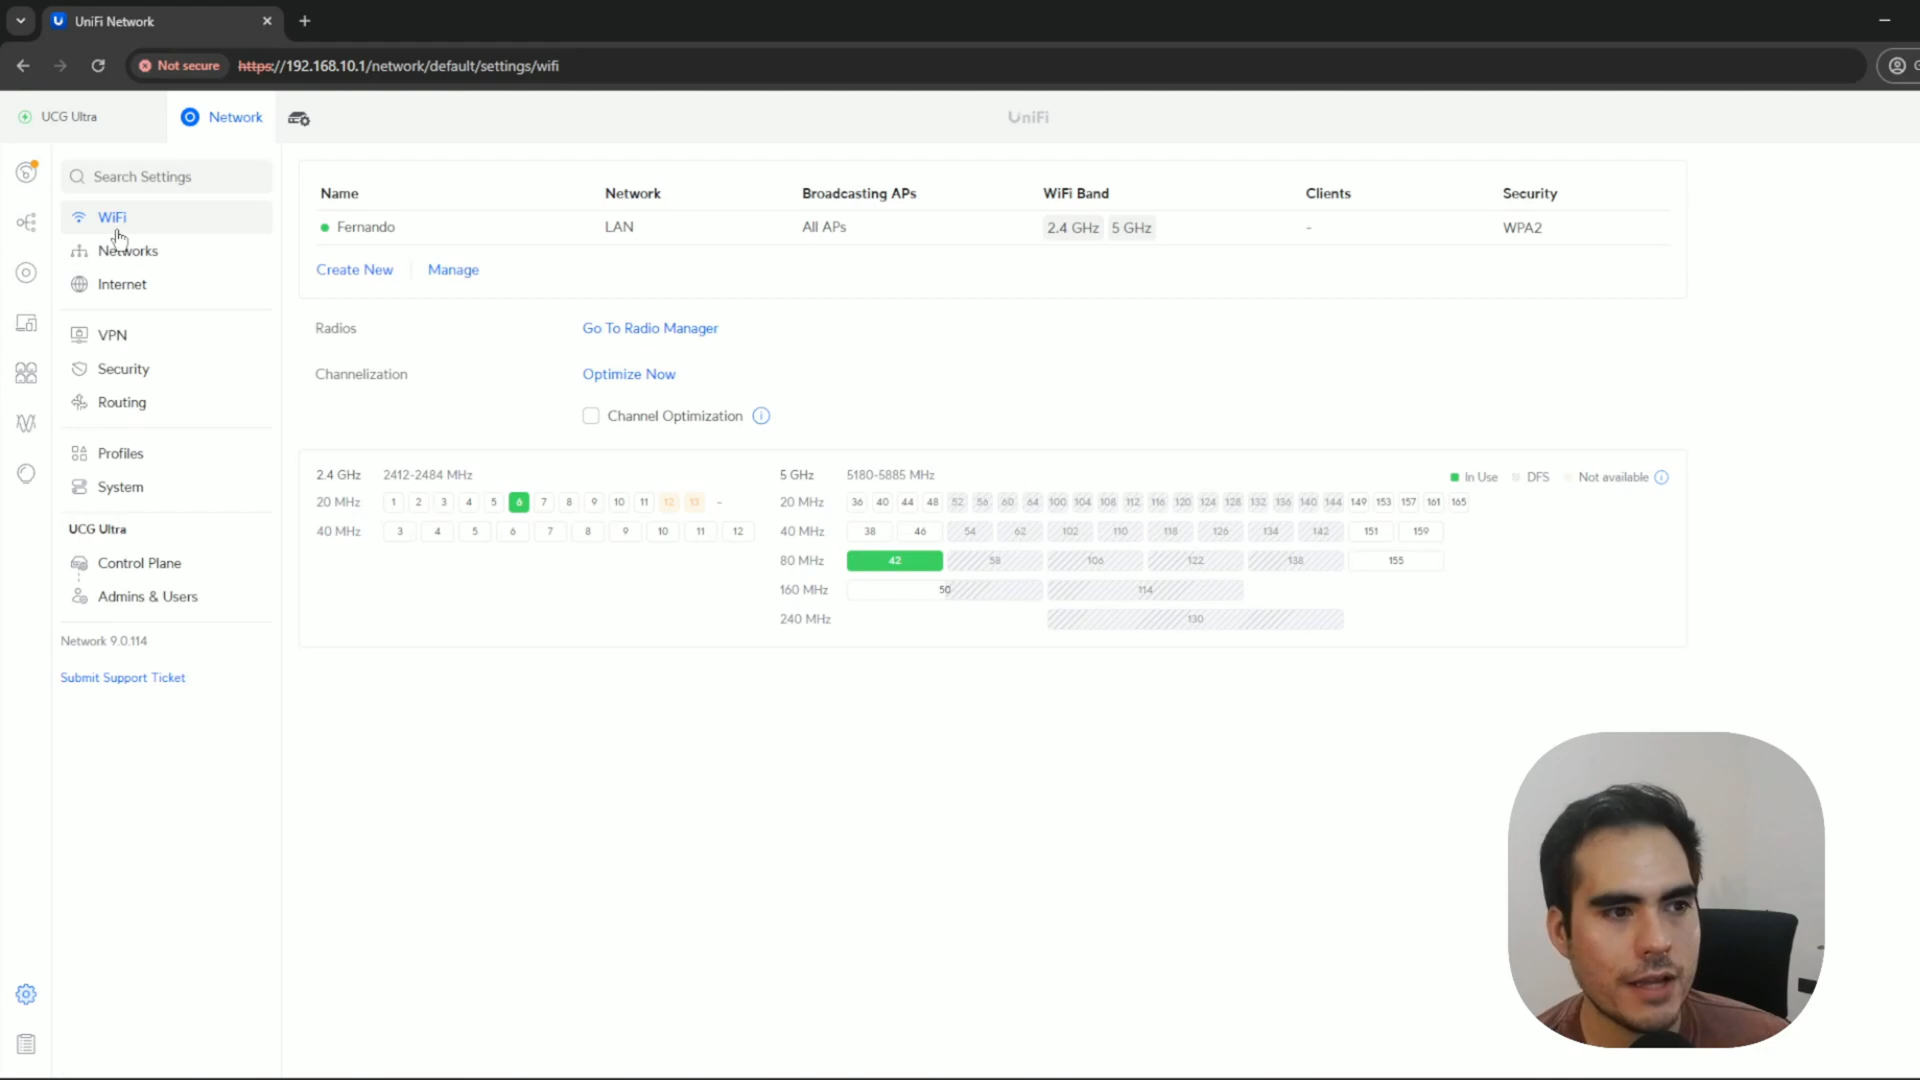 UniFi Network
Not secure https://192.168.10.1/network/default/settings/wifi
UCG Ultra Network UniFi
Search Settings
WiFi
Networks
Internet
VPN
Security
Routing
Profiles
System
UCG Ultra
Control Plane
Admins & Users
Network 9.0.114
Submit Support Ticket
Name Network Broadcasting APs WiFi Band Clients Security
Fernando LAN All APs 2.4 GHz 5 GHz - WPA2
Create New Manage
Radios Go To Radio Manager
Channelization Optimize Now
Channel Optimization
2.4 GHz 2412-2484 MHz
20 MHz 1 2 3 4 5 6 7 8 9 10 11 12 13 -
40 MHz 3 4 5 6 7 8 9 10 11 12
5 GHz 5180-5885 MHz In Use DFS Not available
20 MHz 36 40 44 48 52 56 60 64 100 104 108 112 116 120 124 128 132 136 140 144 149 153 157 161 165
40 MHz 38 46 54 62 102 110 118 126 134 142 151 159
80 MHz 42 58 106 122 138 155
160 MHz 50 114
240 MHz 130